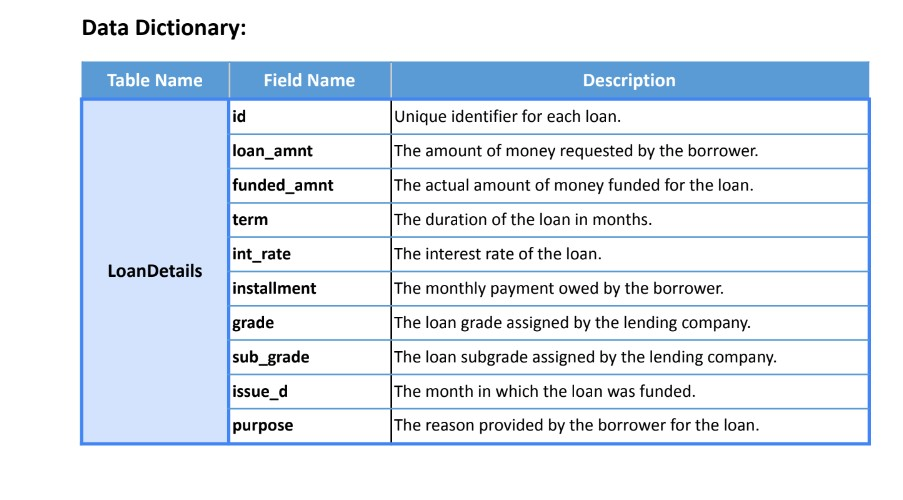 Data Dictionary:
Table Name Field Name Description
id Unique identifier for each loan.
loan_amnt The amount of money requested by the borrower.
funded_amnt The actual amount of money funded for the loan.
term The duration of the loan in months.
int_rate The interest rate of the loan.
LoanDetails
installment The monthly payment owed by the borrower.
grade The loan grade assigned by the lending company.
sub_grade The loan subgrade assigned by the lending company.
issue_d The month in which the loan was funded.
purpose The reason provided by the borrower for the loan.